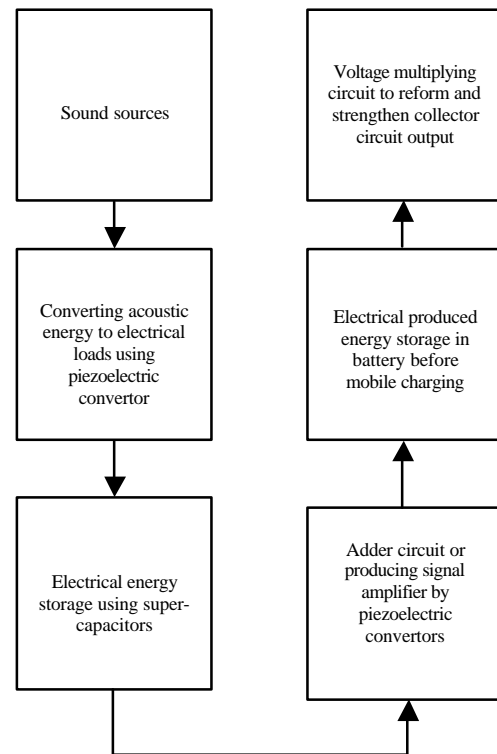 Sound sources
Converting acoustic
energy to electrical
loads using
piezoelectric
convertor
Electrical energy
storage using super-
capacitors
Adder circuit or
producing signal
amplifier by
piezoelectric
convertors
Electrical produced
energy storage in
battery before
mobile charging
Voltage multiplying
circuit to reform and
strengthen collector
circuit output